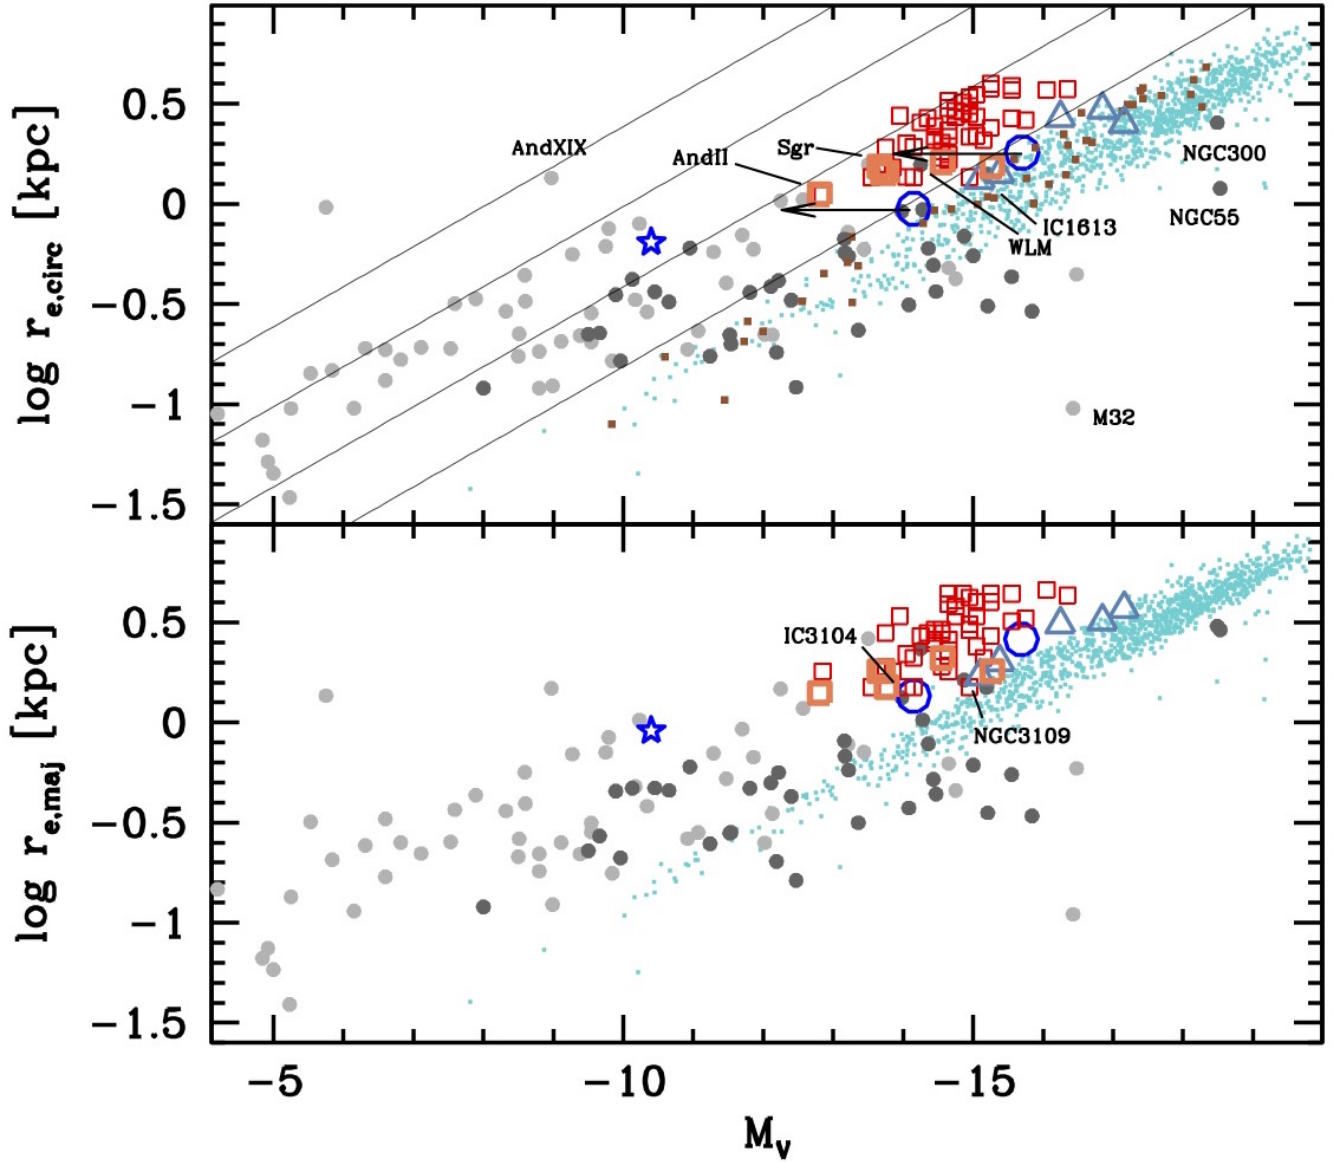 log r_e,circ [kpc]
0.5
0
−0.5
−1
−1.5
AndXIX
AndII
Sgr
NGC300
NGC55
IC1613
WLM
M32
log r_e,maj [kpc]
0.5
0
−0.5
−1
−1.5
IC3104
NGC3109
−5
−10
−15
M_V